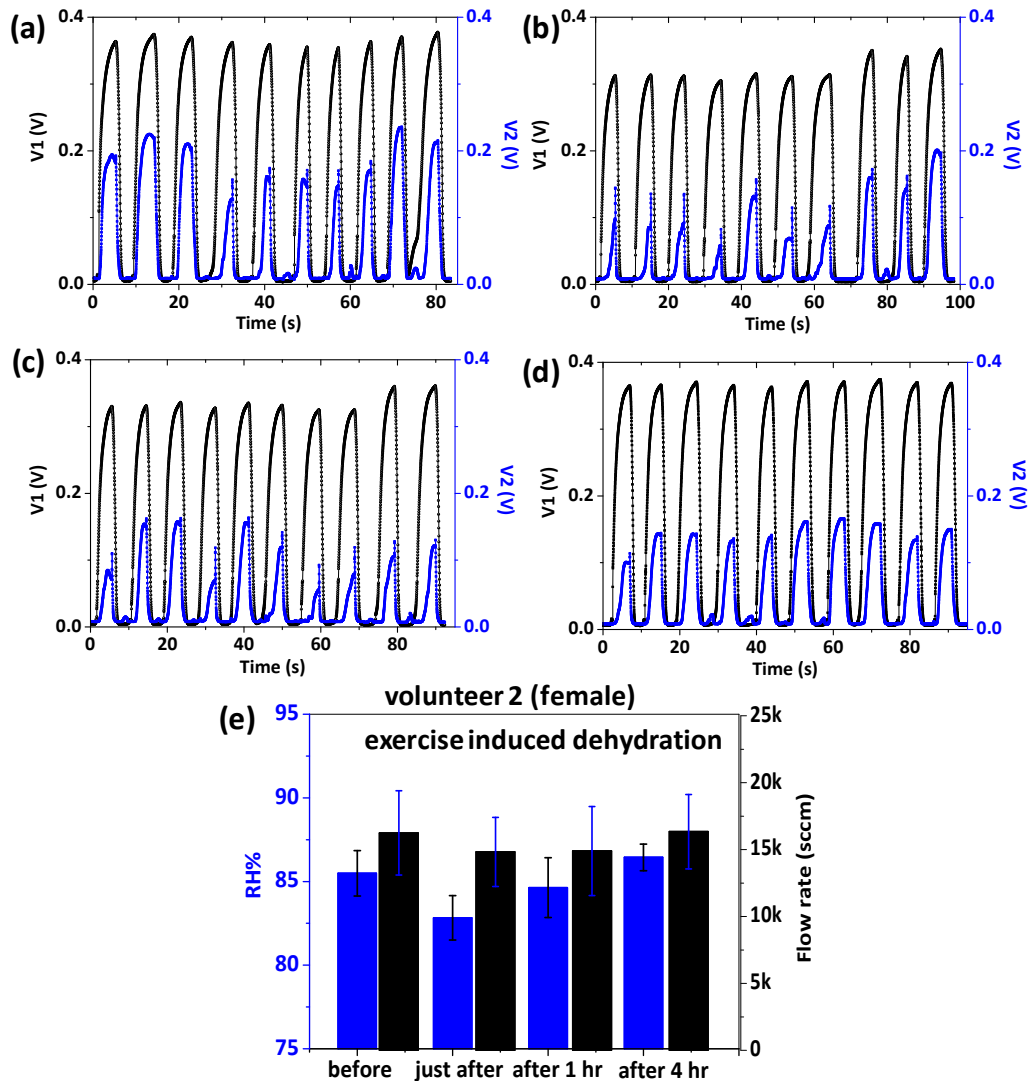 (a)
0.4
0.2
0.0
V1 (V)
0.4
0.2
0.0
V2 (V)
0 20 40 60 80
Time (s)
(b)
0.4
0.2
0.0
V1 (V)
0.4
0.2
0.0
V2 (V)
0 20 40 60 80 100
Time (s)
(c)
0.4
0.2
0.0
V1 (V)
0.4
0.2
0.0
V2 (V)
0 20 40 60 80
Time (s)
(d)
0.4
0.2
0.0
V1 (V)
0.4
0.2
0.0
V2 (V)
0 20 40 60 80
Time (s)
volunteer 2 (female)
(e)
exercise induced dehydration
95
90
85
80
75
RH%
25k
20k
15k
10k
5k
0
Flow rate (sccm)
before just after after 1 hr after 4 hr